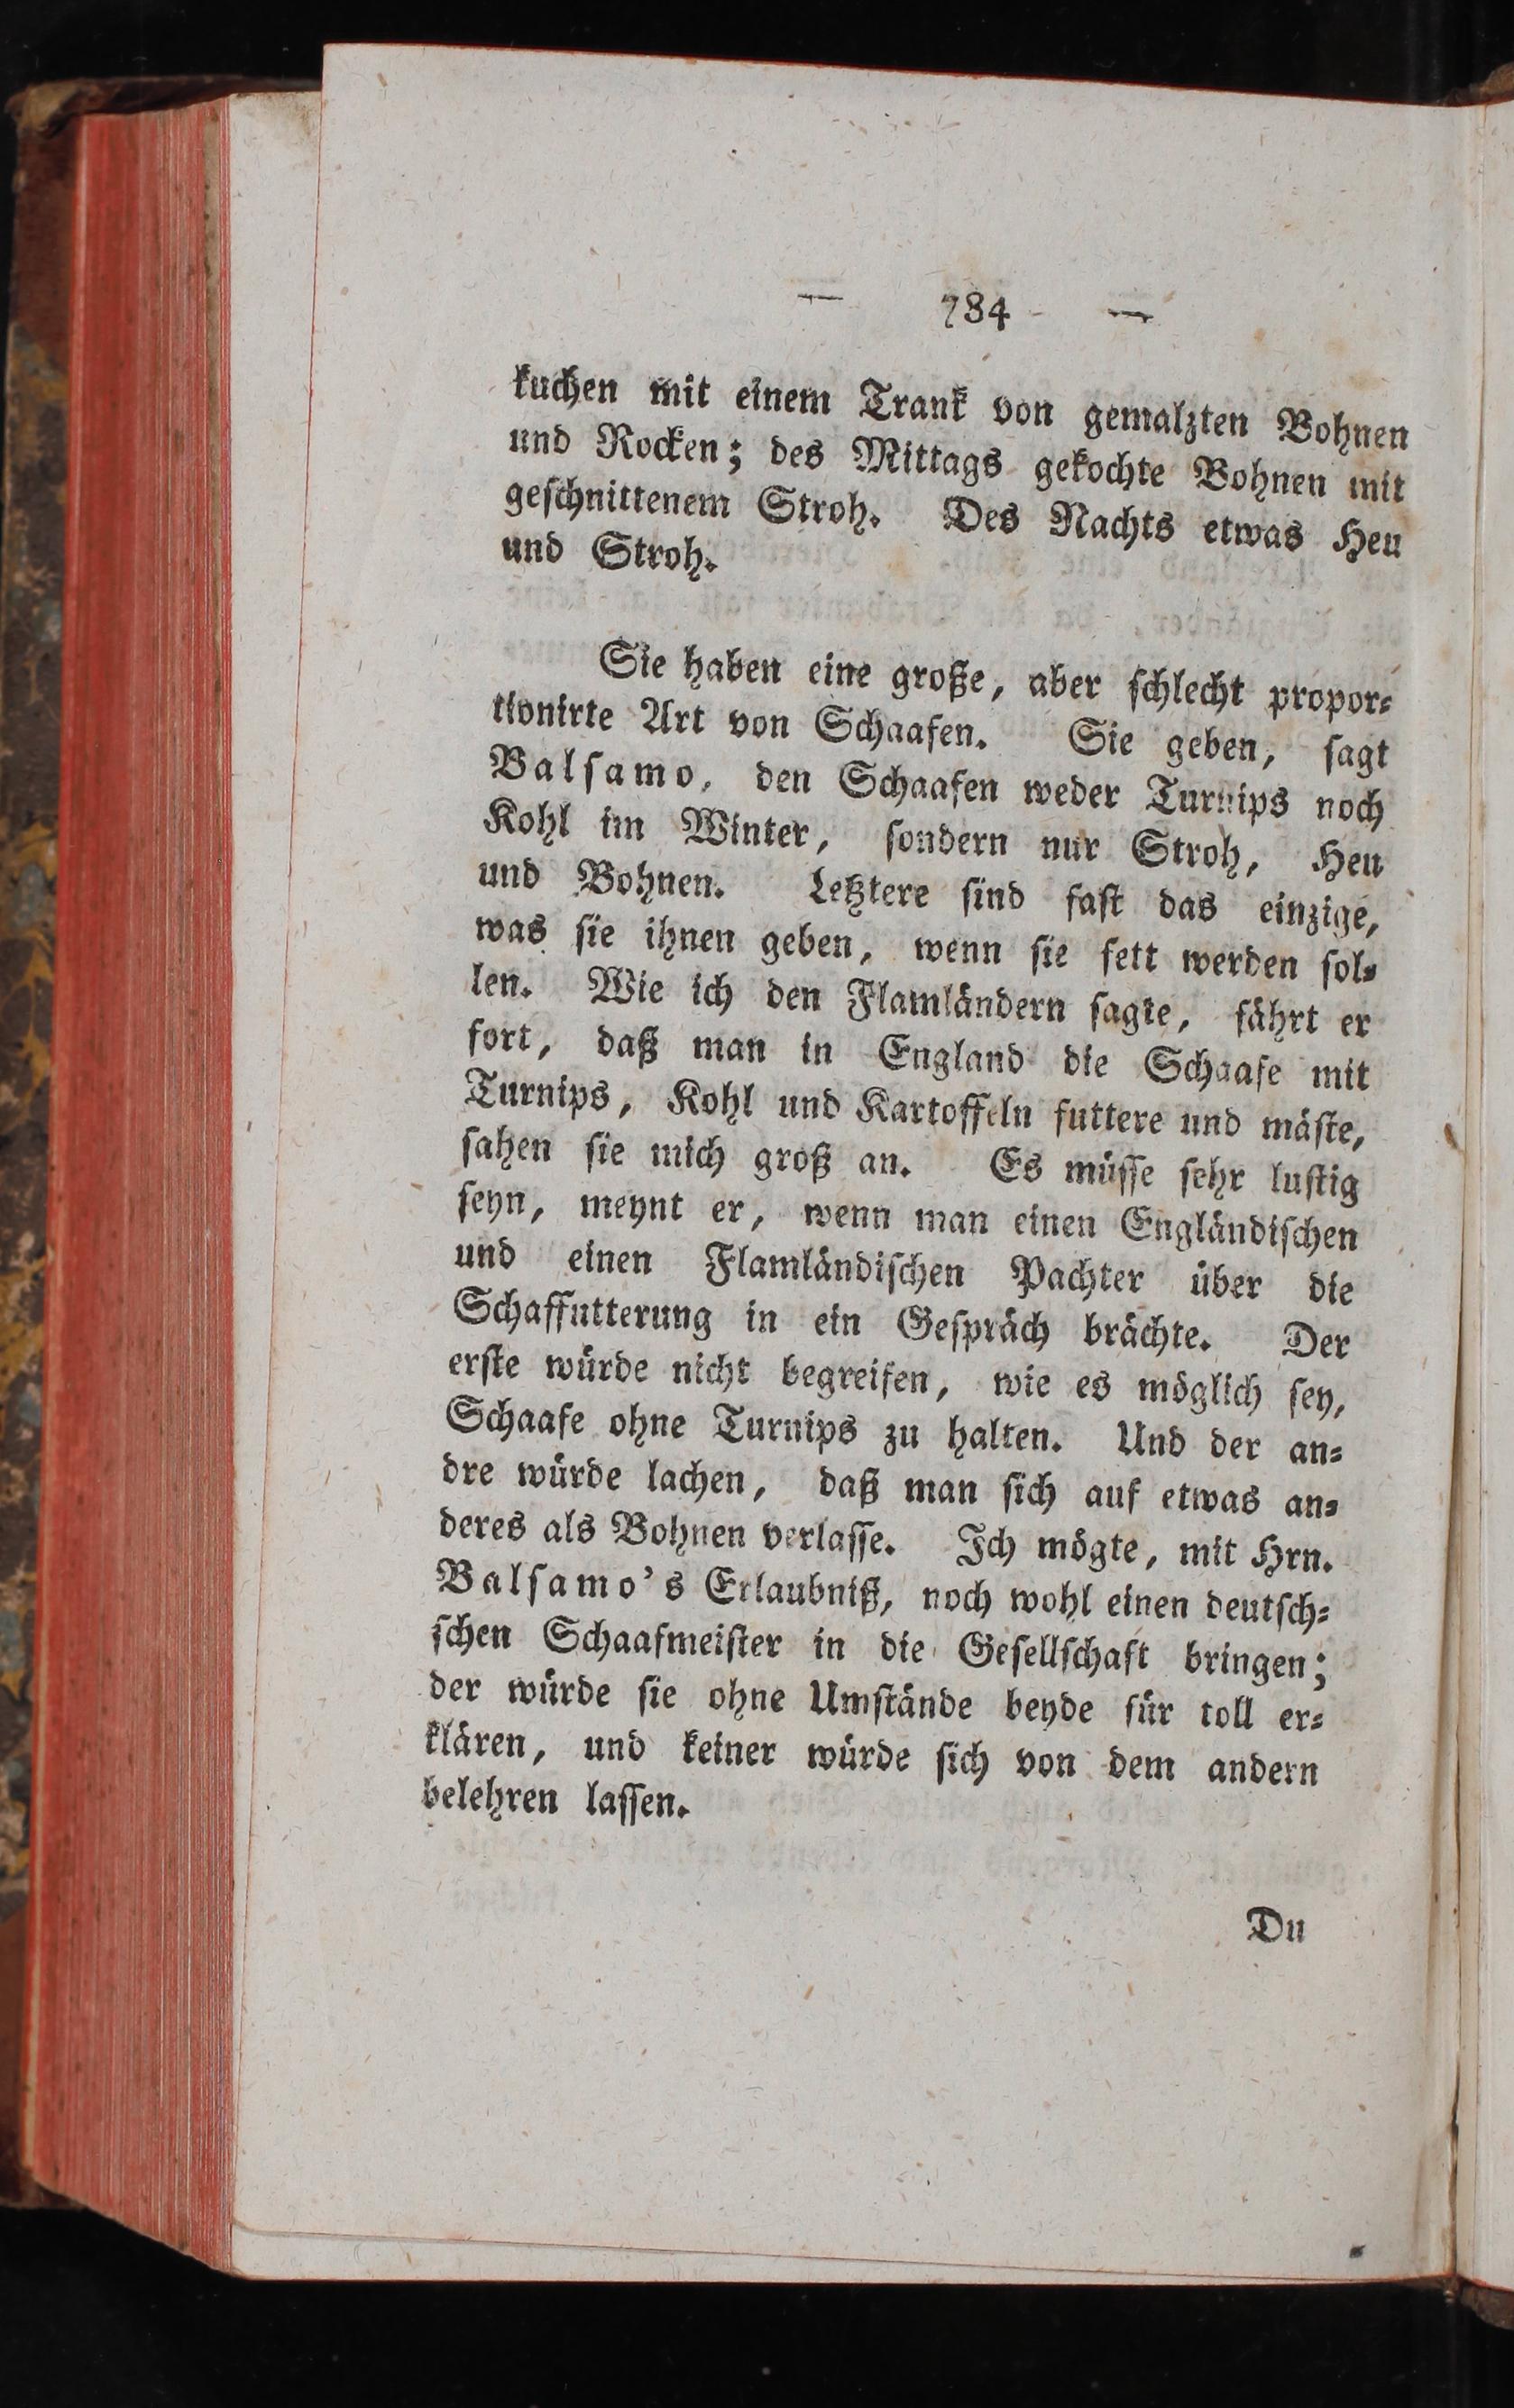 — 784 —
kuchen mit einem Trank von gemalzten Bohnen
und Rocken; des Mittags gekochte Bohnen mit
geschnittenem Stroh. Des Nachts etwas Heu
und Stroh.
Sie haben eine große, aber schlecht propor-
tionirte Art von Schaafen. Sie geben, sagt
Balsamo, den Schaafen weder Turnips noch
Kohl im Winter, sondern nur Stroh, Heu
und Bohnen. Letztere sind fast das einzige,
was sie ihnen geben, wenn sie fett werden sol-
len. Wie ich den Flamländern sagte, fährt er
fort, daß man in England die Schaafe mit
Turnips, Kohl und Kartoffeln futtere und mäste,
sahen sie mich groß an. Es müsse sehr lustig
seyn, meynt er, wenn man einen Engländischen
und einen Flamländischen Pachter über die
Schaffutterung in ein Gespräch brächte. Der
erste würde nicht begreifen, wie es möglich sey,
Schaafe ohne Turnips zu halten. Und der an-
dre würde lachen, daß man sich auf etwas an-
deres als Bohnen verlasse. Ich mögte, mit Hrn.
Balsamo's Erlaubniß, noch wohl einen deutsch-
schen Schaafmeister in die Gesellschaft bringen;
der würde sie ohne Umstände beyde für toll er-
klären, und keiner würde sich von dem andern
belehren lassen.
Du